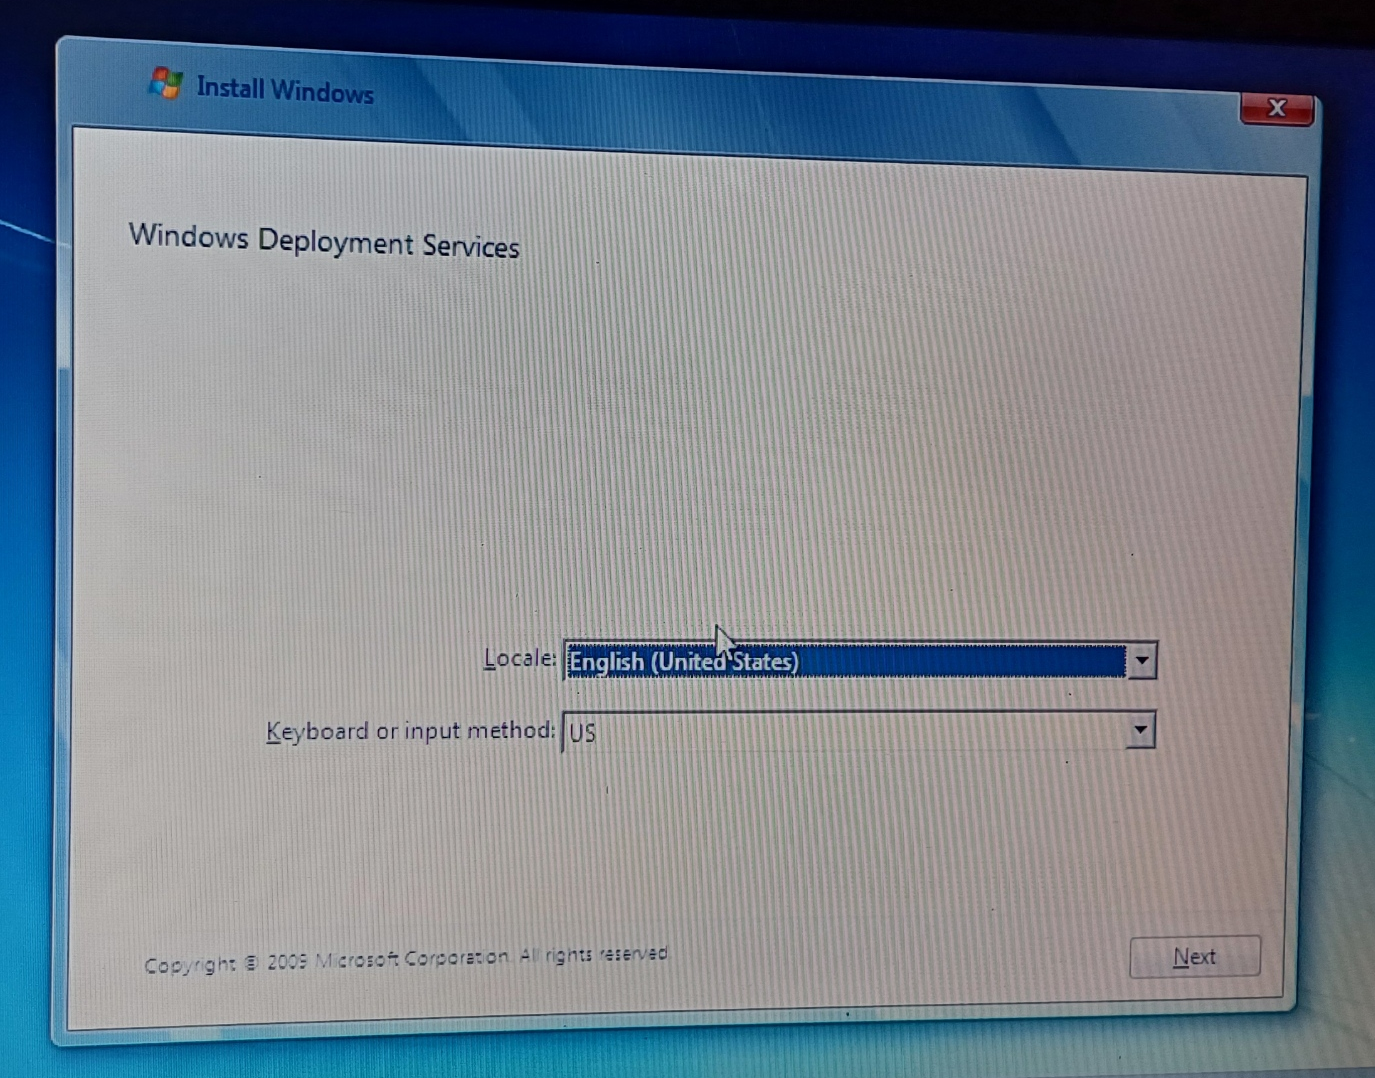 Install Windows
X
Windows Deployment Services
Locale: English (United States)
Keyboard or input method: US
Copyright © 2009 Microsoft Corporation. All rights reserved.
Next